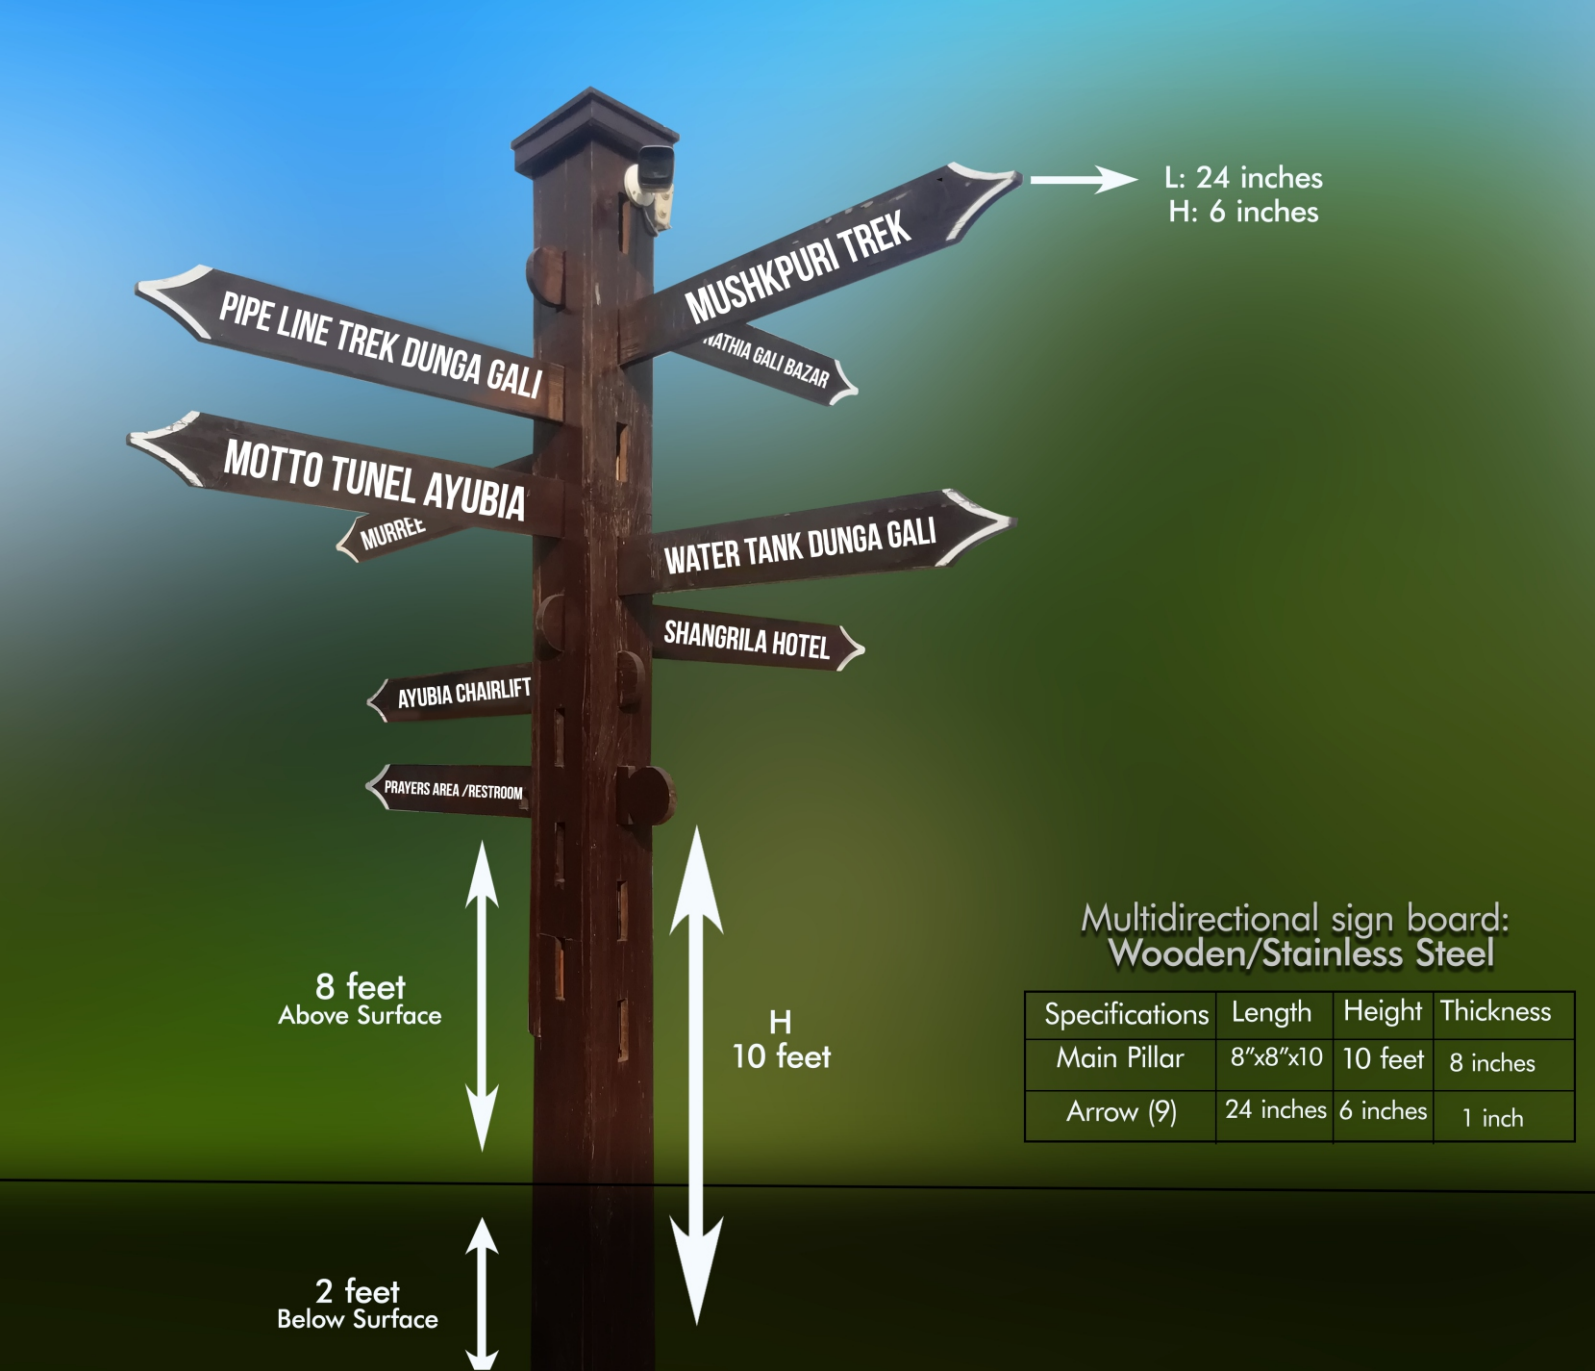 L: 24 inches
H: 6 inches
MUSHKPURI TREK
PIPE LINE TREK DUNGA GALI
NATHIA GALI BAZAR
MOTTO TUNEL AYUBIA
MURREE
WATER TANK DUNGA GALI
SHANGRILA HOTEL
AYUBIA CHAIRLIFT
PRAYERS AREA /RESTROOM
8 feet
Above Surface
H
10 feet
Multidirectional sign board:
Wooden/Stainless Steel
Specifications Length Height Thickness
Main Pillar 8"x8"x10 10 feet 8 inches
Arrow (9) 24 inches 6 inches 1 inch
2 feet
Below Surface